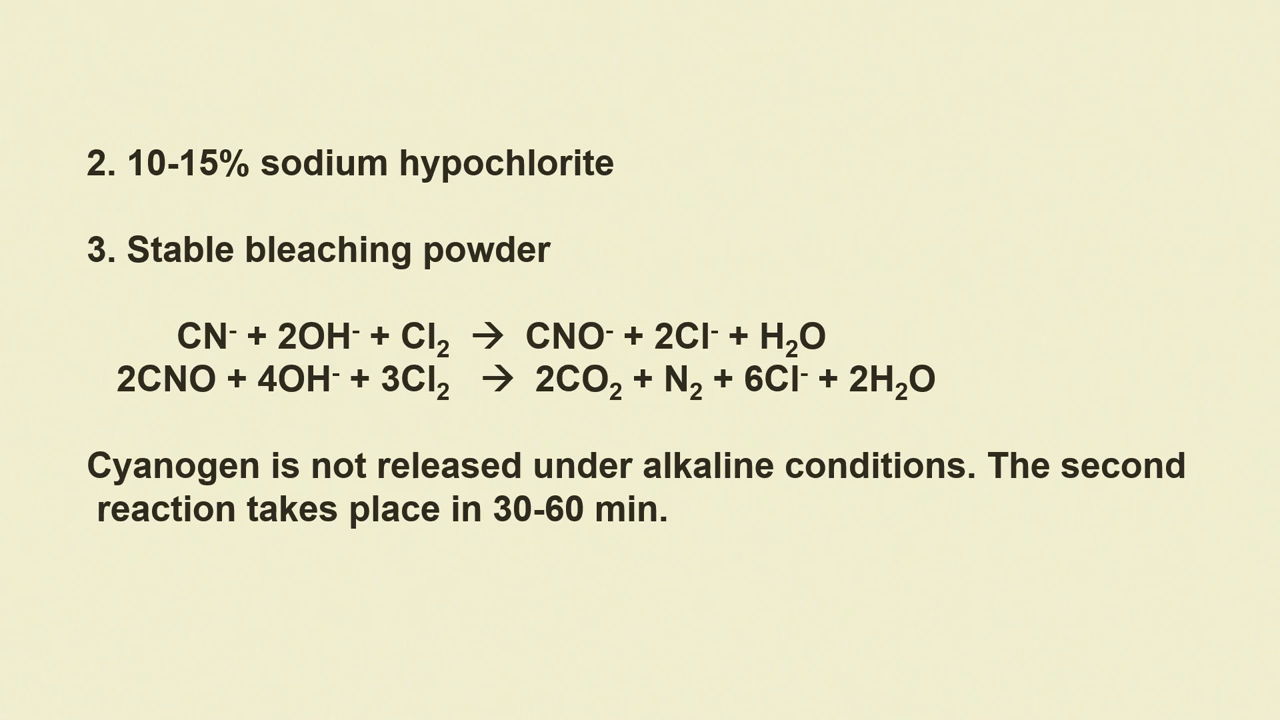 2. 10-15% sodium hypochlorite
3. Stable bleaching powder
CN⁻ + 2OH⁻ + Cl₂ → CNO⁻ + 2Cl⁻ + H₂O
2CNO + 4OH⁻ + 3Cl₂ → 2CO₂ + N₂ + 6Cl⁻ + 2H₂O
Cyanogen is not released under alkaline conditions. The second
reaction takes place in 30-60 min.